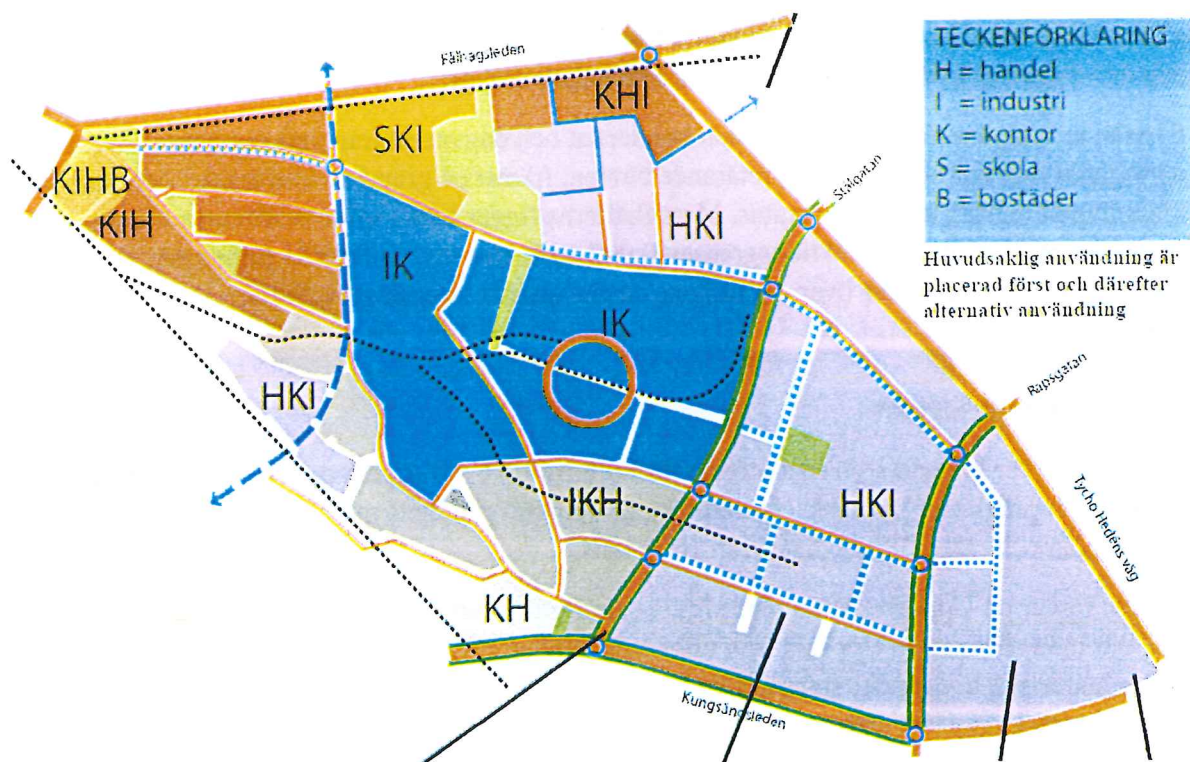 Fålhagsleden
TECKENFÖRKLARING
H = handel
I = industri
K = kontor
S = skola
B = bostäder
Huvudsaklig användning är
placerad först och därefter
alternativ användning
KHI
SKI
KIHB
KIH
HKI
Stålgatan
IK
IK
HKI
Rapsgatan
IKH
HKI
Tycho Hedéns väg
KH
Kungsängsleden